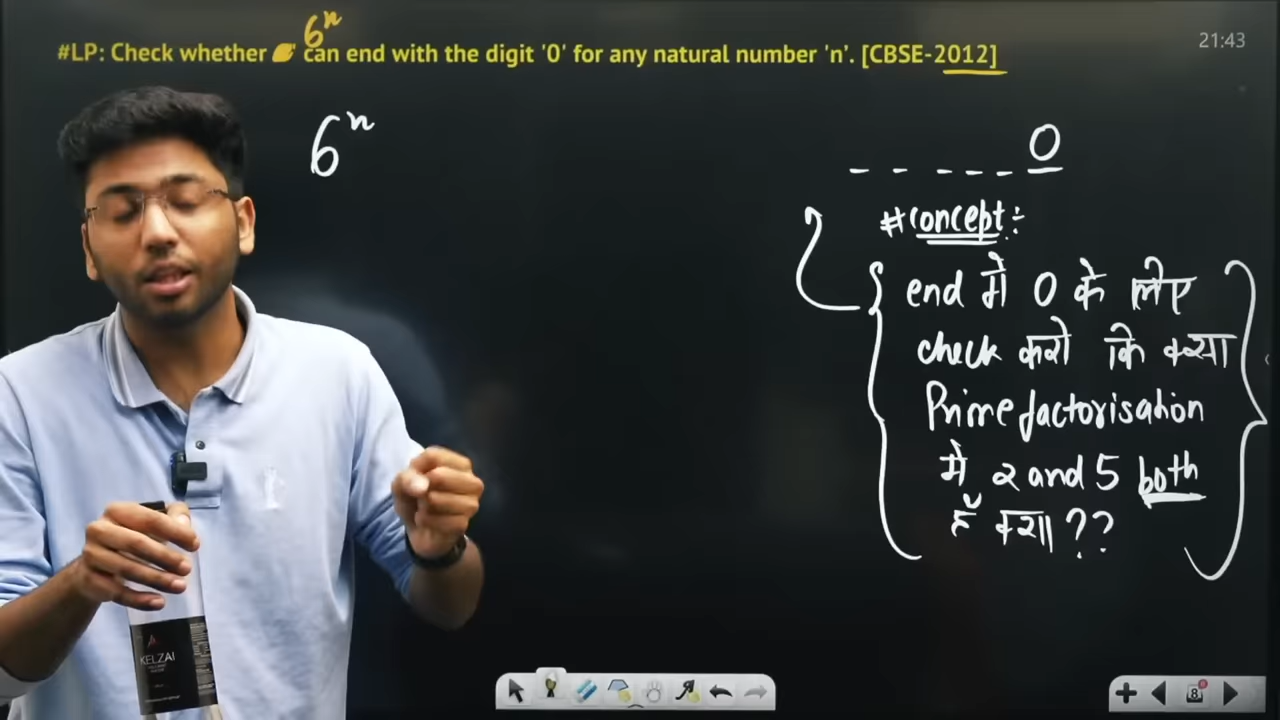 6ⁿ
#LP: Check whether can end with the digit '0' for any natural number 'n'. [CBSE-2012]
21:43
6ⁿ
0
#concept:
end में 0 के लिए
check करो कि क्या
Prime factorisation
में 2 and 5 both
हैं क्या ??
KELZAI
8